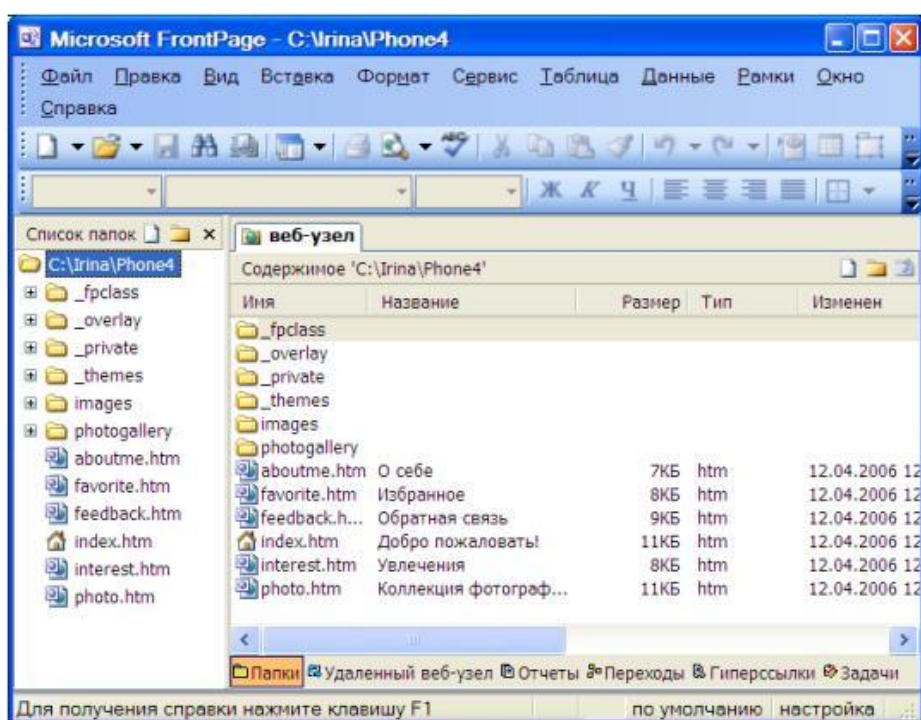 Microsoft FrontPage - C:\Irina\Phone4
Файл Правка Вид Вставка Формат Сервис Таблица Данные Рамки Окно
Справка
ABC
Ж К Ч
Список папок
веб-узел
C:\Irina\Phone4
_fpclass
_overlay
_private
_themes
images
photogallery
aboutme.htm
favorite.htm
feedback.htm
index.htm
interest.htm
photo.htm
Содержимое 'C:\Irina\Phone4'
Имя Название Размер Тип Изменен
_fpclass
_overlay
_private
_themes
images
photogallery
aboutme.htm О себе 7КБ htm 12.04.2006 12
favorite.htm Избранное 8КБ htm 12.04.2006 12
feedback.h... Обратная связь 9КБ htm 12.04.2006 12
index.htm Добро пожаловать! 11КБ htm 12.04.2006 12
interest.htm Увлечения 8КБ htm 12.04.2006 12
photo.htm Коллекция фотограф... 11КБ htm 12.04.2006 12
Папки Удаленный веб-узел Отчеты Переходы Гиперссылки Задачи
Для получения справки нажмите клавишу F1 по умолчанию настройка